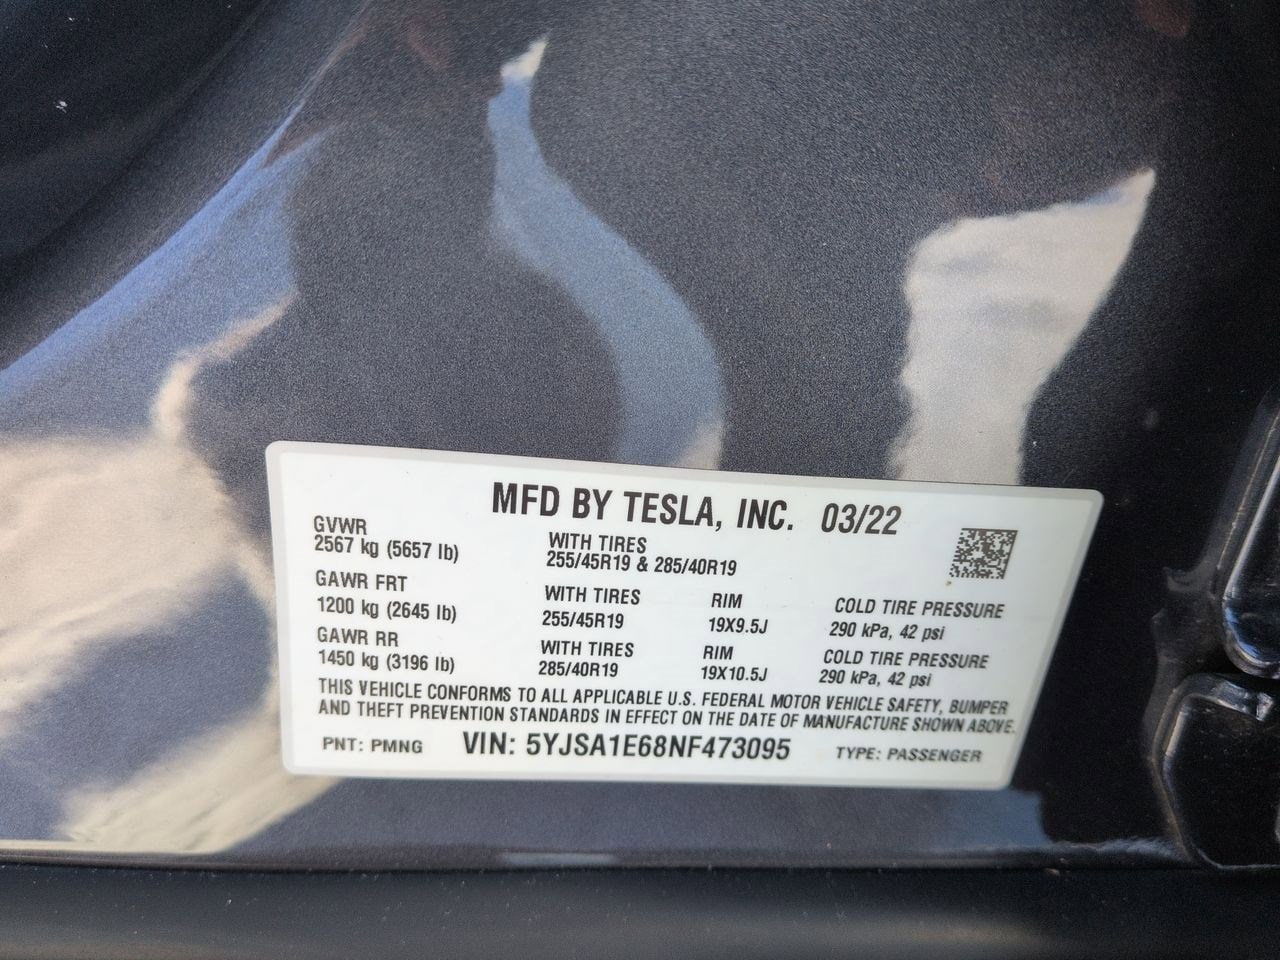 MFD BY TESLA, INC. 03/22
GVWR
2567 kg (5657 lb)
WITH TIRES
255/45R19 & 285/40R19
GAWR FRT
1200 kg (2645 lb)
WITH TIRES
255/45R19
RIM
19X9.5J
COLD TIRE PRESSURE
290 kPa, 42 psi
GAWR RR
1450 kg (3196 lb)
WITH TIRES
285/40R19
RIM
19X10.5J
COLD TIRE PRESSURE
290 kPa, 42 psi
THIS VEHICLE CONFORMS TO ALL APPLICABLE U.S. FEDERAL MOTOR VEHICLE SAFETY, BUMPER
AND THEFT PREVENTION STANDARDS IN EFFECT ON THE DATE OF MANUFACTURE SHOWN ABOVE.
PNT: PMNG VIN: 5YJSA1E68NF473095 TYPE: PASSENGER